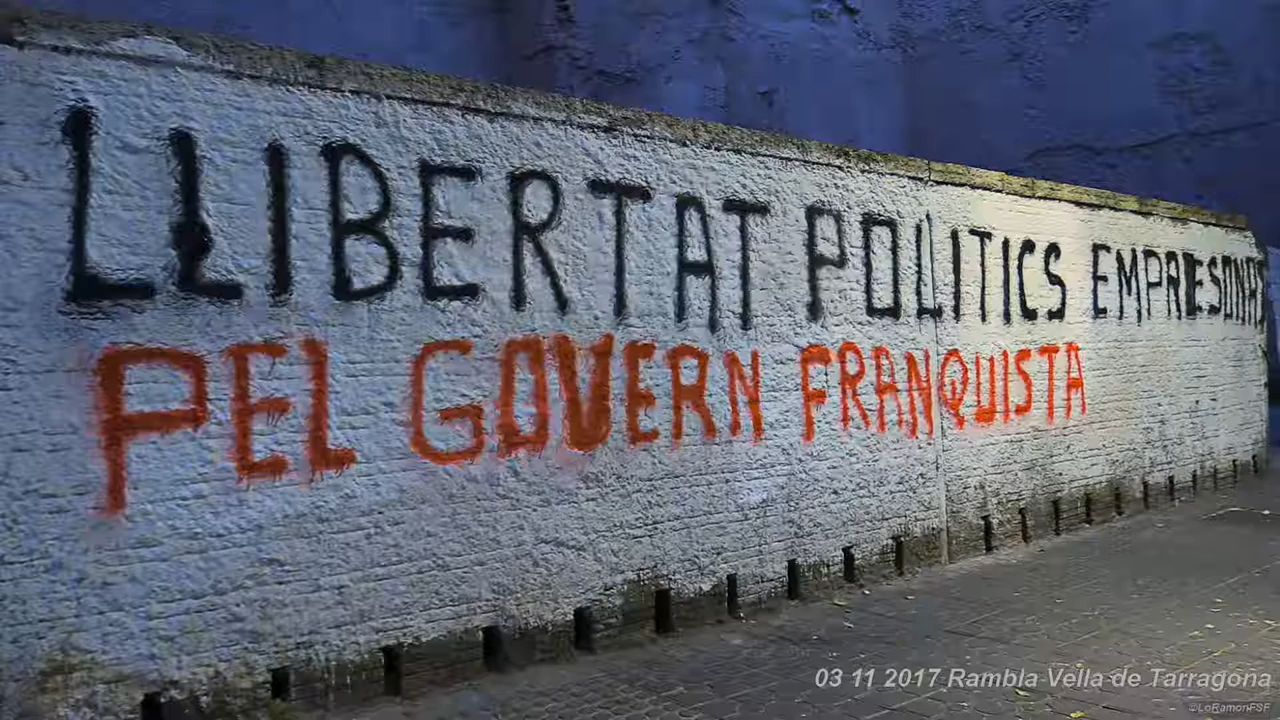 LLIBERTAT POLITICS EMPRESONATS
PEL GOVERN FRANQUISTA
03 11 2017 Rambla Vella de Tarragona
©LoRamonFSF